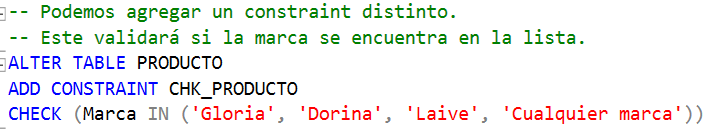 -- Podemos agregar un constraint distinto.
-- Este validará si la marca se encuentra en la lista.
ALTER TABLE PRODUCTO
ADD CONSTRAINT CHK_PRODUCTO
CHECK (Marca IN ('Gloria', 'Dorina', 'Laive', 'Cualquier marca'))